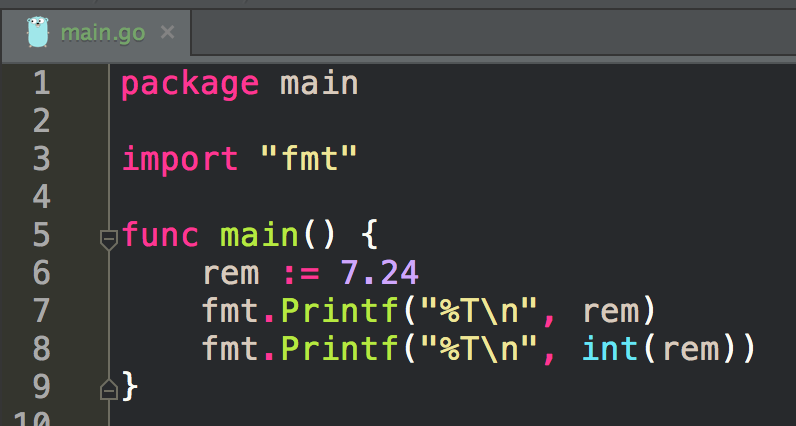 main.go
1 package main
2
3 import "fmt"
4
5 func main() {
6     rem := 7.24
7     fmt.Printf("%T\n", rem)
8     fmt.Printf("%T\n", int(rem))
9 }
10